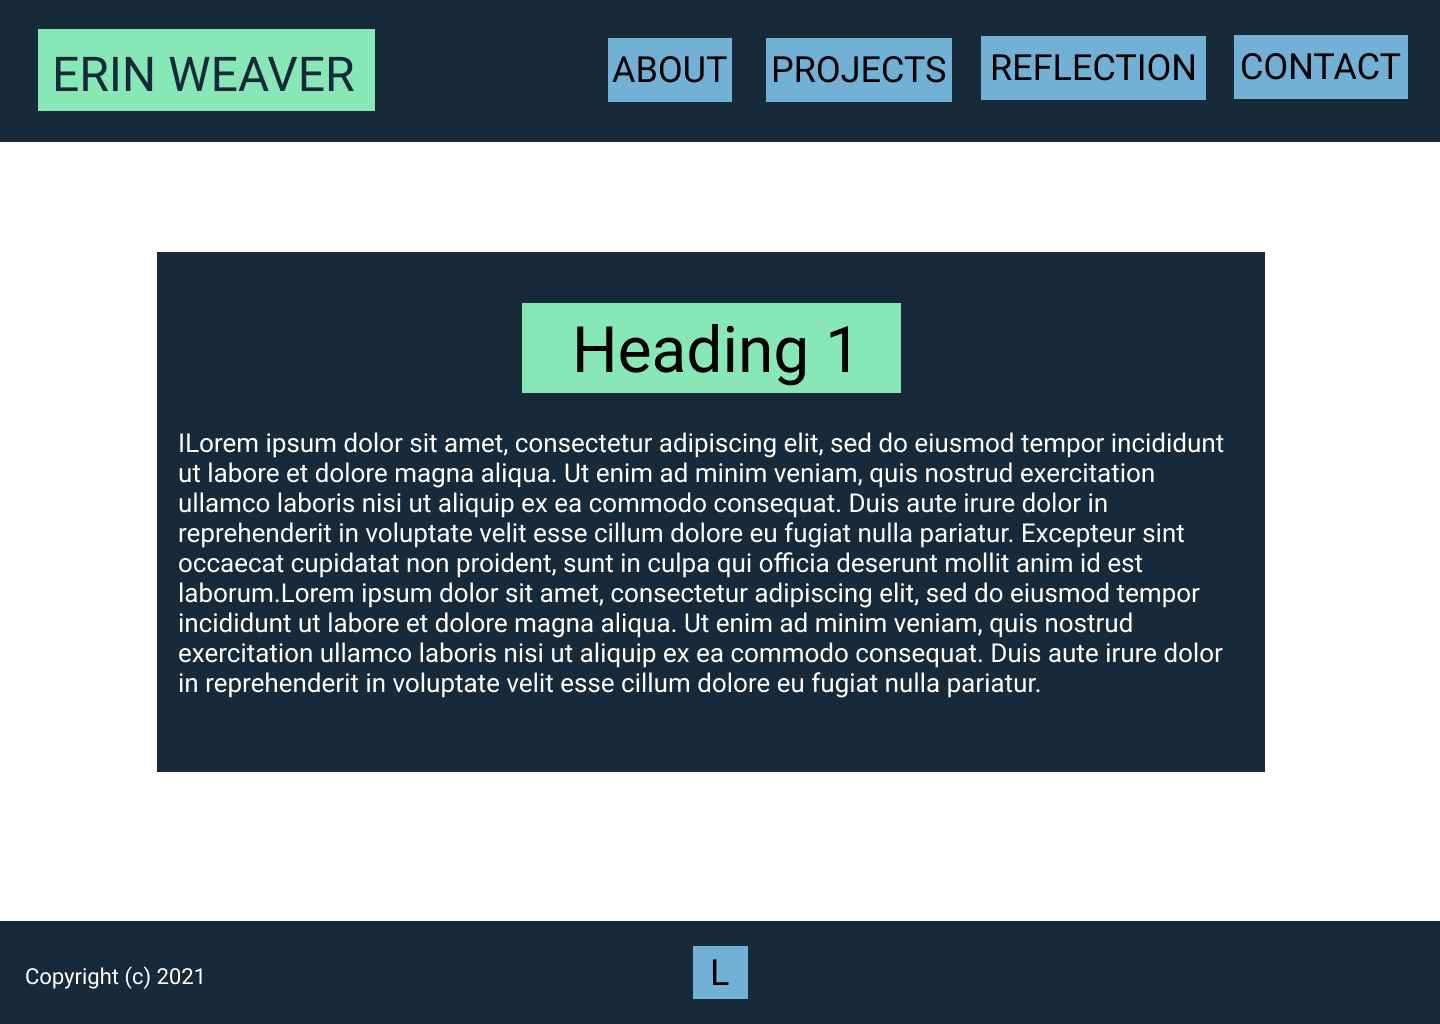 ERIN WEAVER
ABOUT PROJECTS REFLECTION CONTACT
Heading 1
ILorem ipsum dolor sit amet, consectetur adipiscing elit, sed do eiusmod tempor incididunt
ut labore et dolore magna aliqua. Ut enim ad minim veniam, quis nostrud exercitation
ullamco laboris nisi ut aliquip ex ea commodo consequat. Duis aute irure dolor in
reprehenderit in voluptate velit esse cillum dolore eu fugiat nulla pariatur. Excepteur sint
occaecat cupidatat non proident, sunt in culpa qui officia deserunt mollit anim id est
laborum.Lorem ipsum dolor sit amet, consectetur adipiscing elit, sed do eiusmod tempor
incididunt ut labore et dolore magna aliqua. Ut enim ad minim veniam, quis nostrud
exercitation ullamco laboris nisi ut aliquip ex ea commodo consequat. Duis aute irure dolor
in reprehenderit in voluptate velit esse cillum dolore eu fugiat nulla pariatur.
Copyright (c) 2021
L